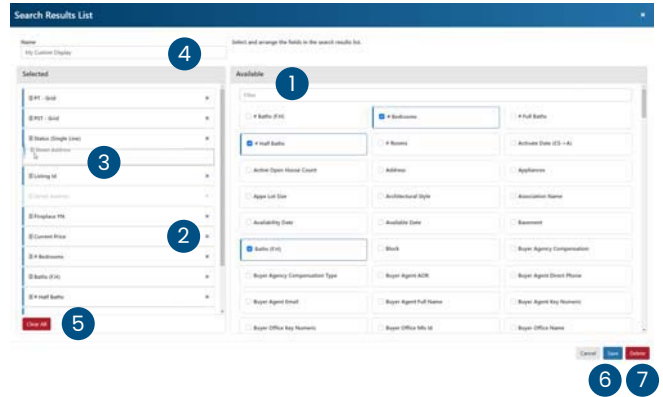 Search Results List
×
Name
My Custom Display
4
Select and arrange the fields in the search results list.
Selected
Available
1
Filter
PT - Grid ×
PST - Grid ×
Status (Single Line) ×
Street Address
3
Listing Id ×
Street Address ×
Fireplace YN ×
2
Current Price ×
# Bedrooms ×
Baths (F.H) ×
# Half Baths ×
Clear All
5
# Baths (F.H) # Bedrooms # Full Baths
# Half Baths # Rooms Activate Date (CS->A)
Active Open House Count Address Appliances
Appx Lot Size Architectural Style Association Name
Availability Date Available Date Basement
Baths (F.H) Block Buyer Agency Compensation
Buyer Agency Compensation Type Buyer Agent AOR Buyer Agent Direct Phone
Buyer Agent Email Buyer Agent Full Name Buyer Agent Key Numeric
Buyer Office Key Numeric Buyer Office Mls Id Buyer Office Name
Cancel Save Delete
6 7